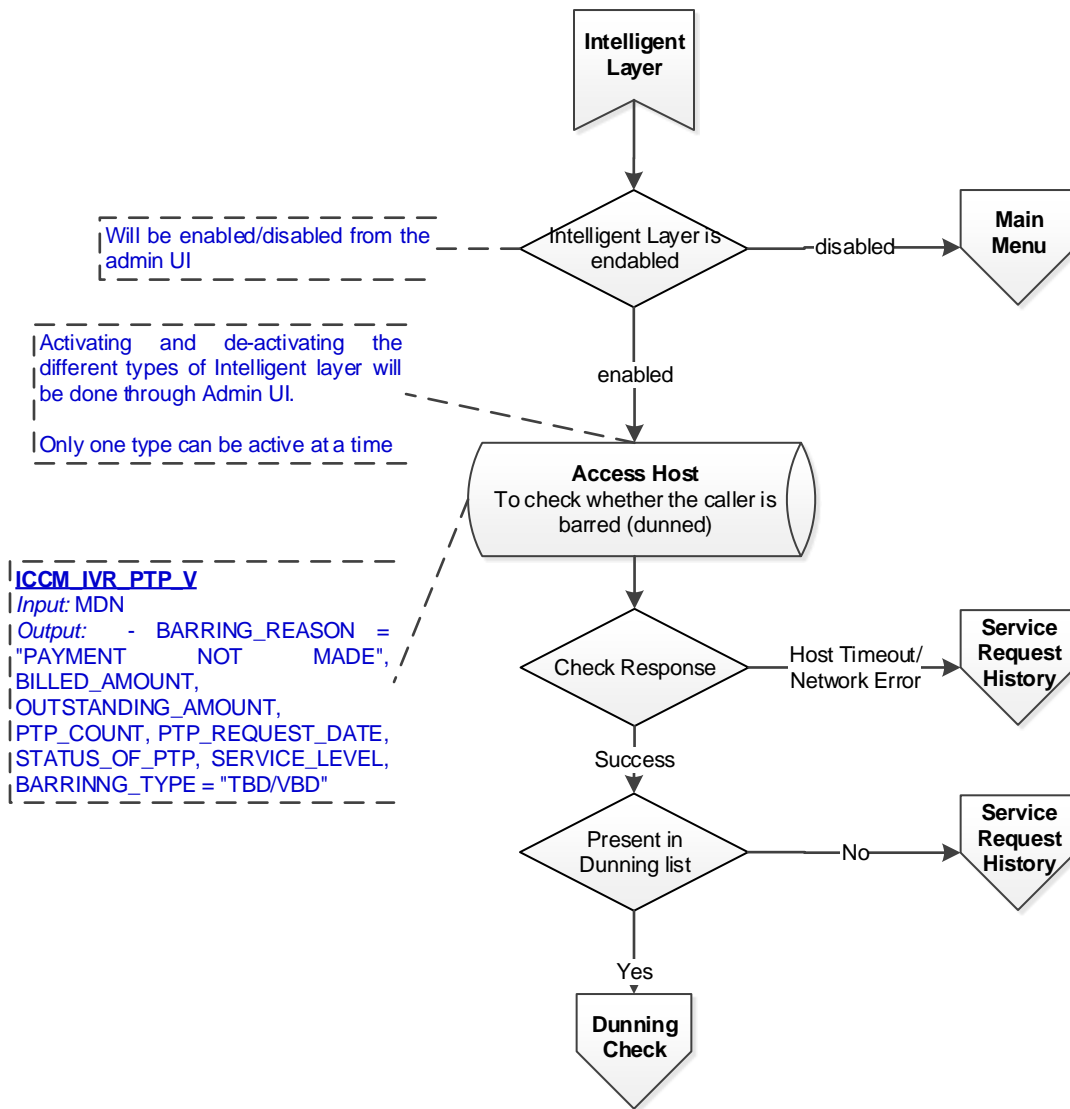 Intelligent
Layer
Intelligent Layer is
endabled
disabled
Main
Menu
Will be enabled/disabled from the
admin UI
Activating and de-activating the
different types of Intelligent layer will
be done through Admin UI.
Only one type can be active at a time
enabled
Access Host
To check whether the caller is
barred (dunned)
ICCM_IVR_PTP_V
Input: MDN
Output: - BARRING_REASON =
"PAYMENT NOT MADE",
BILLED_AMOUNT,
OUTSTANDING_AMOUNT,
PTP_COUNT, PTP_REQUEST_DATE,
STATUS_OF_PTP, SERVICE_LEVEL,
BARRINNG_TYPE = "TBD/VBD"
Check Response
Host Timeout/
Network Error
Service
Request
History
Success
Present in
Dunning list
No
Service
Request
History
Yes
Dunning
Check